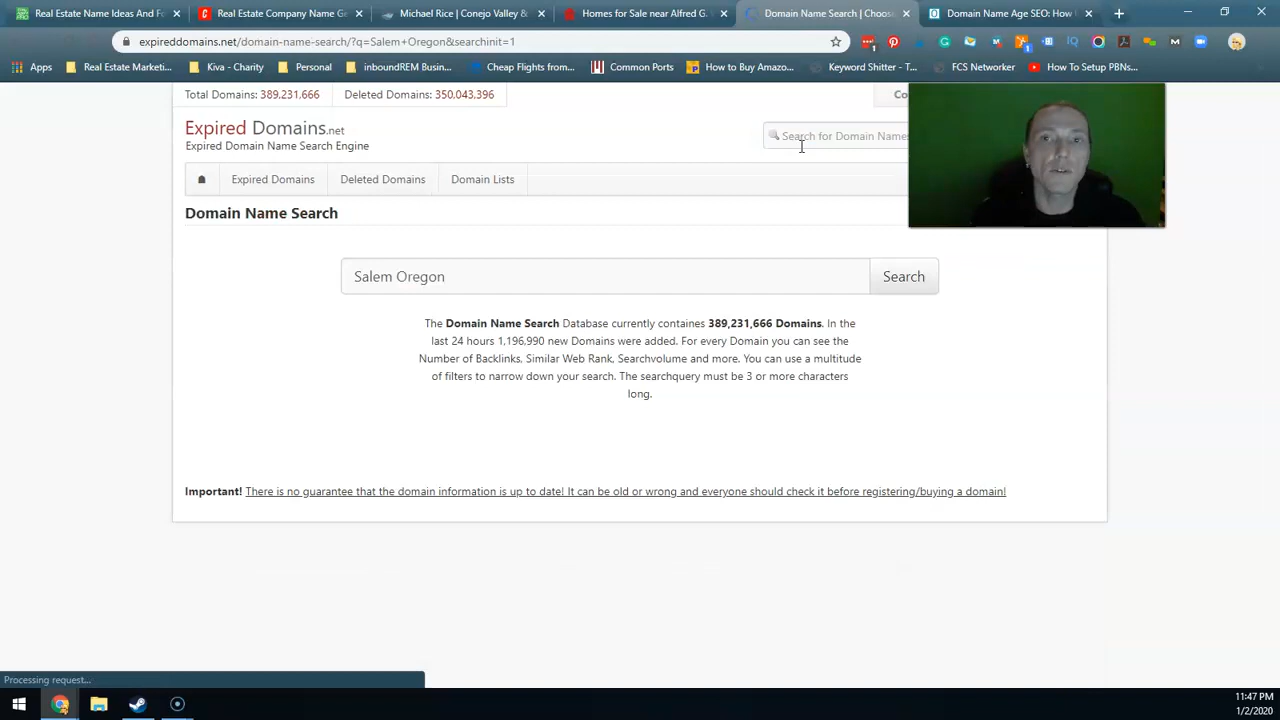 Real Estate Name Ideas And Fo
Real Estate Company Name Ge
Michael Rice | Conejo Valley &
Homes for Sale near Alfred G.
Domain Name Search | Choos
Domain Name Age SEO: How
expireddomains.net/domain-name-search/?q=Salem+Oregon&searchinit=1
Apps
Real Estate Marketi...
Kiva - Charity
Personal
inboundREM Busin...
Cheap Flights from...
Common Ports
How to Buy Amazo...
Keyword Shitter - T...
FCS Networker
How To Setup PBNs...
Total Domains: 389,231,666
Deleted Domains: 350,043,396
Co
Expired Domains.net
Expired Domain Name Search Engine
Search for Domain Names
Expired Domains
Deleted Domains
Domain Lists
Domain Name Search
Salem Oregon
Search
The Domain Name Search Database currently containes 389,231,666 Domains. In the
last 24 hours 1,196,990 new Domains were added. For every Domain you can see the
Number of Backlinks, Similar Web Rank, Searchvolume and more. You can use a multitude
of filters to narrow down your search. The searchquery must be 3 or more characters
long.
Important! There is no guarantee that the domain information is up to date! It can be old or wrong and everyone should check it before registering/buying a domain!
Processing request...
11:47 PM
1/2/2020